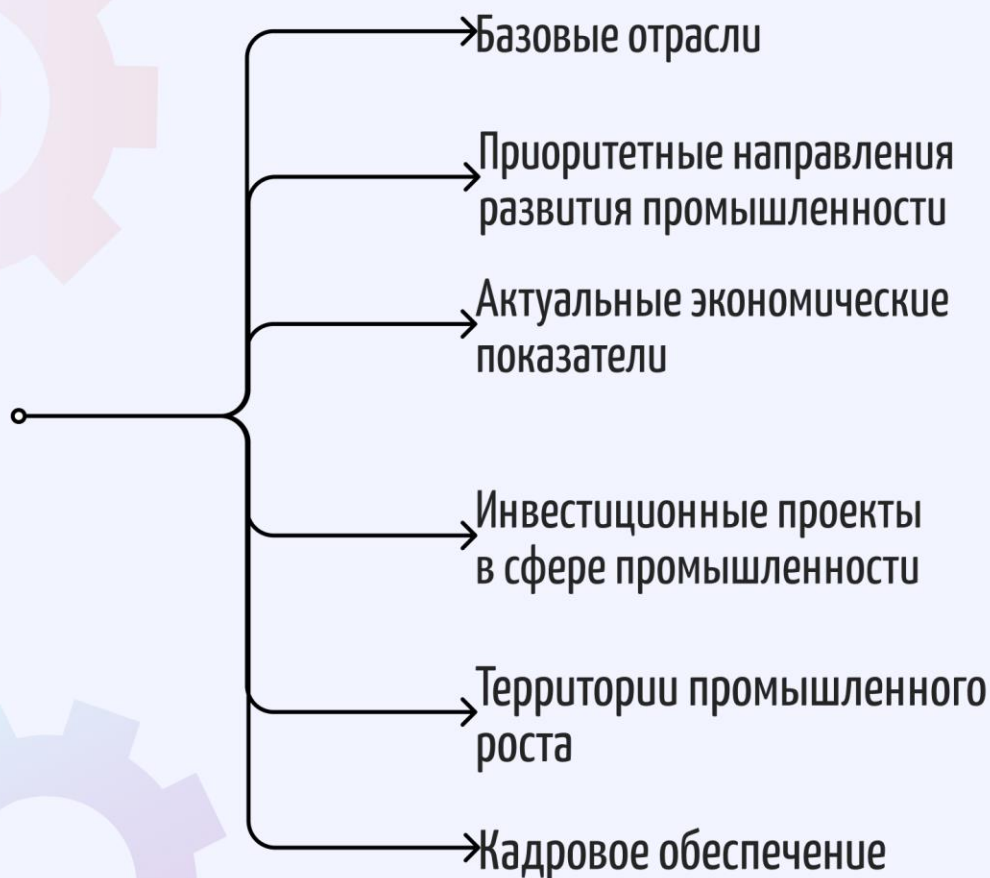 Базовые отрасли
Приоритетные направления
развития промышленности
Актуальные экономические
показатели
Инвестиционные проекты
в сфере промышленности
Территории промышленного
роста
Кадровое обеспечение